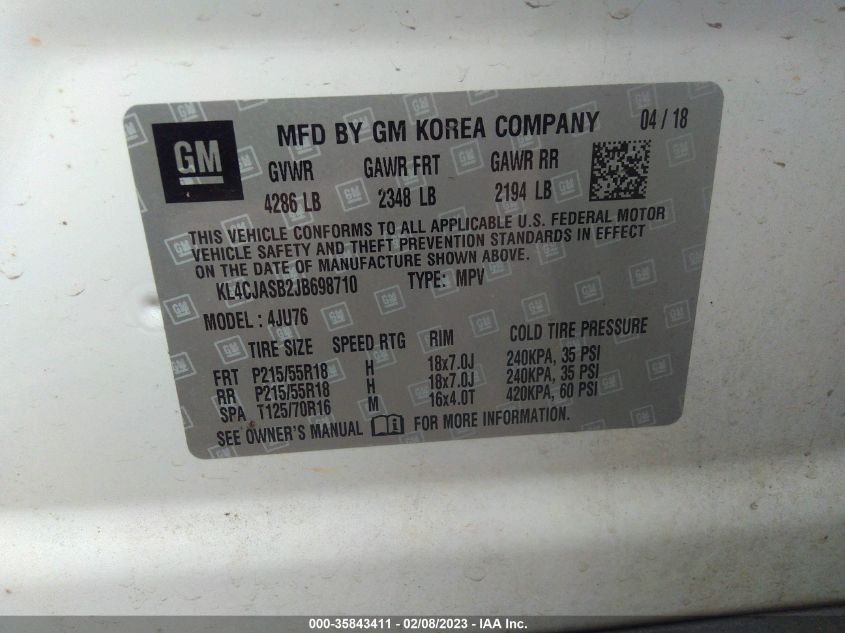 GM
MFD BY GM KOREA COMPANY 04 / 18
GVWR GAWR FRT GAWR RR
4286 LB 2348 LB 2194 LB
THIS VEHICLE CONFORMS TO ALL APPLICABLE U.S. FEDERAL MOTOR
VEHICLE SAFETY AND THEFT PREVENTION STANDARDS IN EFFECT
ON THE DATE OF MANUFACTURE SHOWN ABOVE.
KL4CJASB2JB698710 TYPE: MPV
MODEL : 4JU76
TIRE SIZE SPEED RTG RIM COLD TIRE PRESSURE
FRT P215/55R18 H 18x7.0J 240KPA, 35 PSI
RR P215/55R18 H 18x7.0J 240KPA, 35 PSI
SPA T125/70R16 M 16x4.0T 420KPA, 60 PSI
SEE OWNER'S MANUAL FOR MORE INFORMATION.
000-35843411 - 02/08/2023 - IAA Inc.